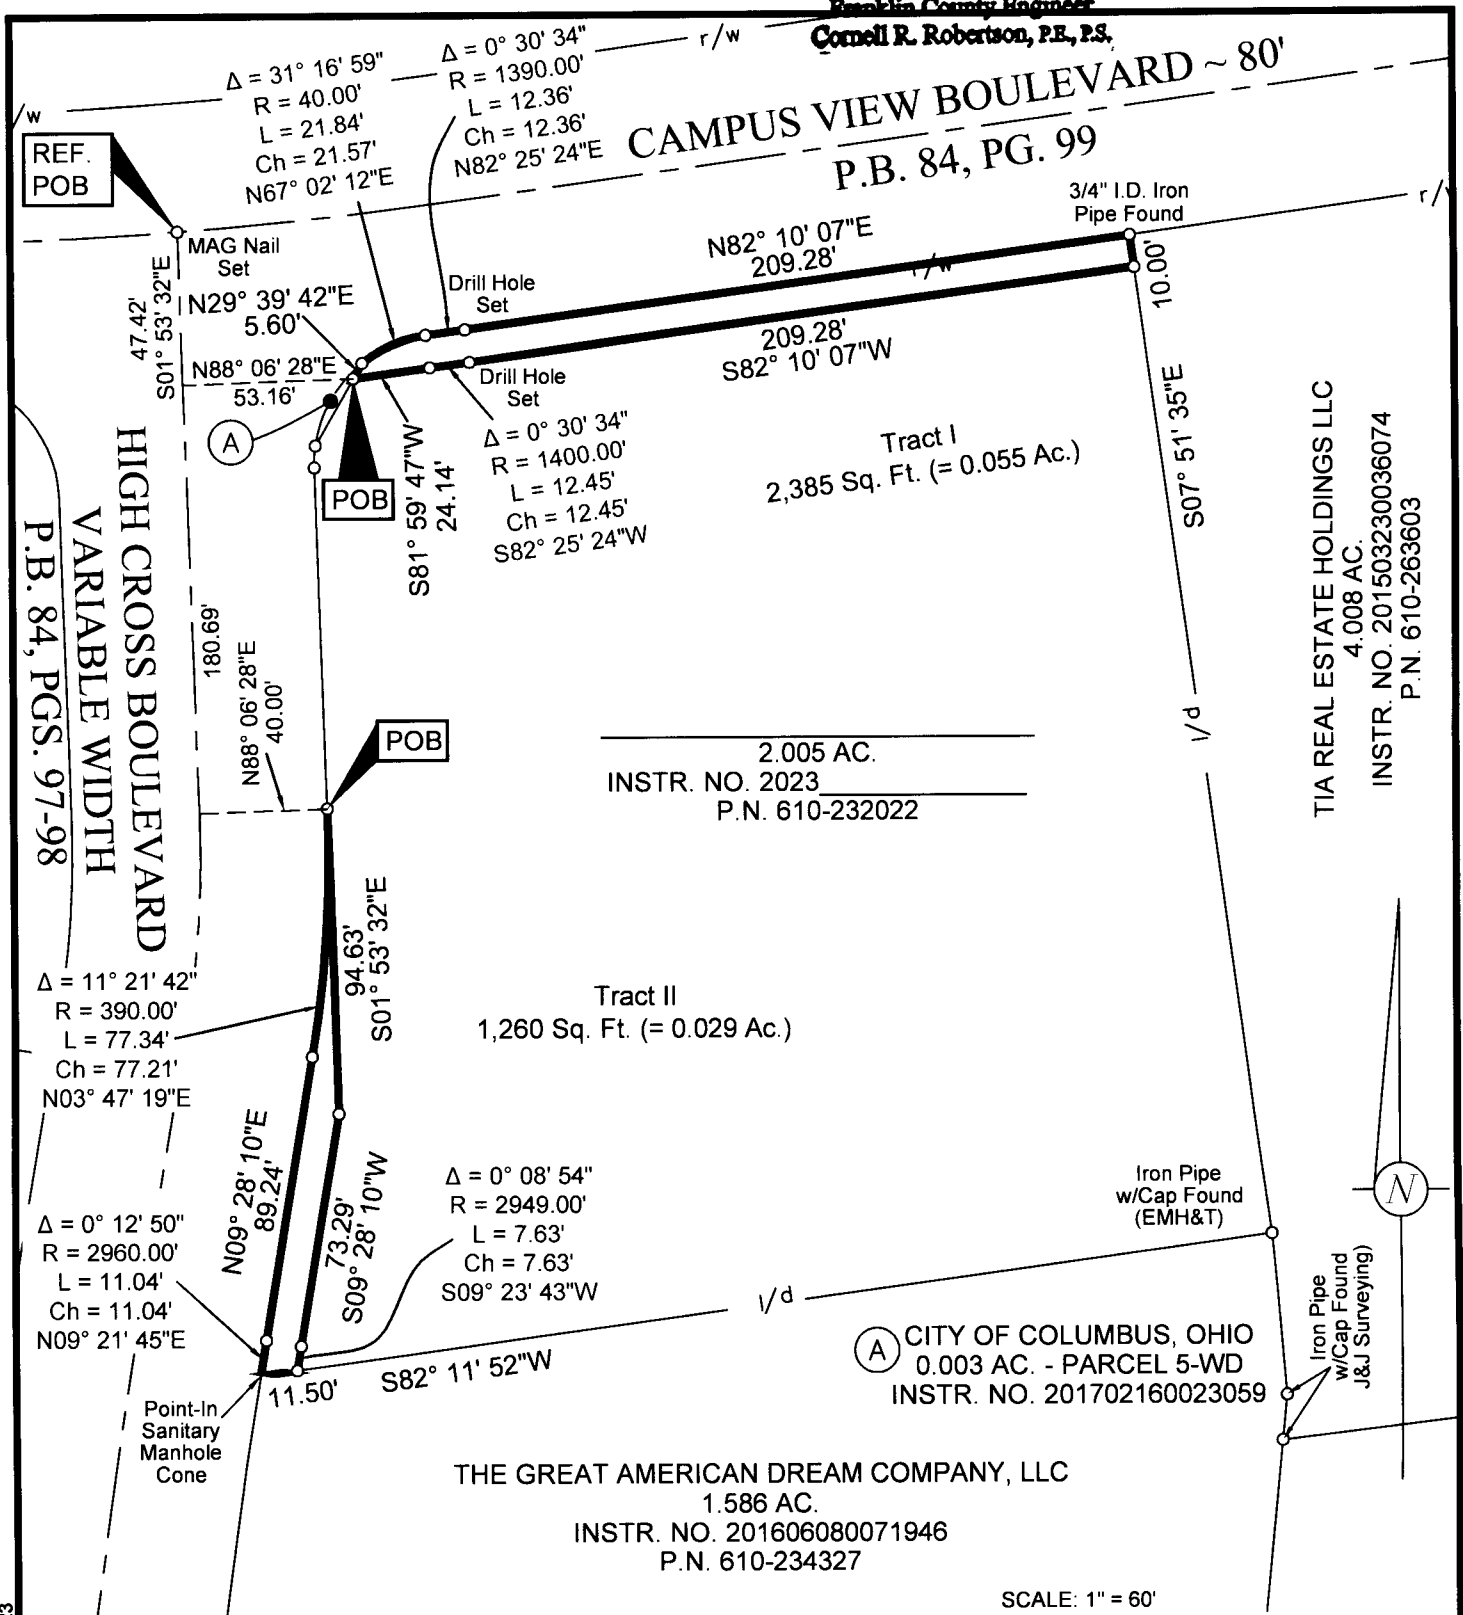 Franklin County Engineer
Cornell R. Robertson, P.E., P.S.
r/w
/w
r/w
CAMPUS VIEW BOULEVARD ~ 80'
P.B. 84, PG. 99
Δ = 31° 16' 59"
R = 40.00'
L = 21.84'
Ch = 21.57'
N67° 02' 12"E
Δ = 0° 30' 34"
R = 1390.00'
L = 12.36'
Ch = 12.36'
N82° 25' 24"E
REF.
POB
MAG Nail
Set
3/4" I.D. Iron
Pipe Found
N82° 10' 07"E
209.28'
r/w
10.00'
47.42'
S01° 53' 32"E
N29° 39' 42"E
5.60'
Drill Hole
Set
209.28'
S82° 10' 07"W
N88° 06' 28"E
53.16'
Drill Hole
Set
A
POB
S81° 59' 47"W
24.14'
Δ = 0° 30' 34"
R = 1400.00'
L = 12.45'
Ch = 12.45'
S82° 25' 24"W
Tract I
2,385 Sq. Ft. (= 0.055 Ac.)
S07° 51' 35"E
TIA REAL ESTATE HOLDINGS LLC
4.008 AC.
INSTR. NO. 201503230036074
P.N. 610-263603
HIGH CROSS BOULEVARD
VARIABLE WIDTH
P.B. 84, PGS. 97-98
180.69'
N88° 06' 28"E
40.00'
POB
l/d
2.005 AC.
INSTR. NO. 2023
P.N. 610-232022
94.63'
S01° 53' 32"E
Δ = 11° 21' 42"
R = 390.00'
L = 77.34'
Ch = 77.21'
N03° 47' 19"E
Tract II
1,260 Sq. Ft. (= 0.029 Ac.)
N09° 28' 10"E
89.24'
73.29'
S09° 28' 10"W
Δ = 0° 08' 54"
R = 2949.00'
L = 7.63'
Ch = 7.63'
S09° 23' 43"W
Iron Pipe
w/Cap Found
(EMH&T)
N
Δ = 0° 12' 50"
R = 2960.00'
L = 11.04'
Ch = 11.04'
N09° 21' 45"E
l/d
Iron Pipe
w/Cap Found
J&J Surveying)
A CITY OF COLUMBUS, OHIO
0.003 AC. - PARCEL 5-WD
INSTR. NO. 201702160023059
11.50'
S82° 11' 52"W
Point-In
Sanitary
Manhole
Cone
THE GREAT AMERICAN DREAM COMPANY, LLC
1.586 AC.
INSTR. NO. 201606080071946
P.N. 610-234327
SCALE: 1" = 60'